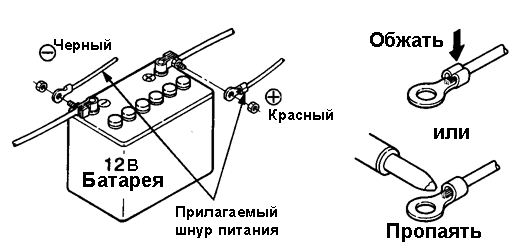 ⊖ Черный
Обжать
⊕
Красный
или
12В
Батарея
Прилагаемый
шнур питания
Пропаять